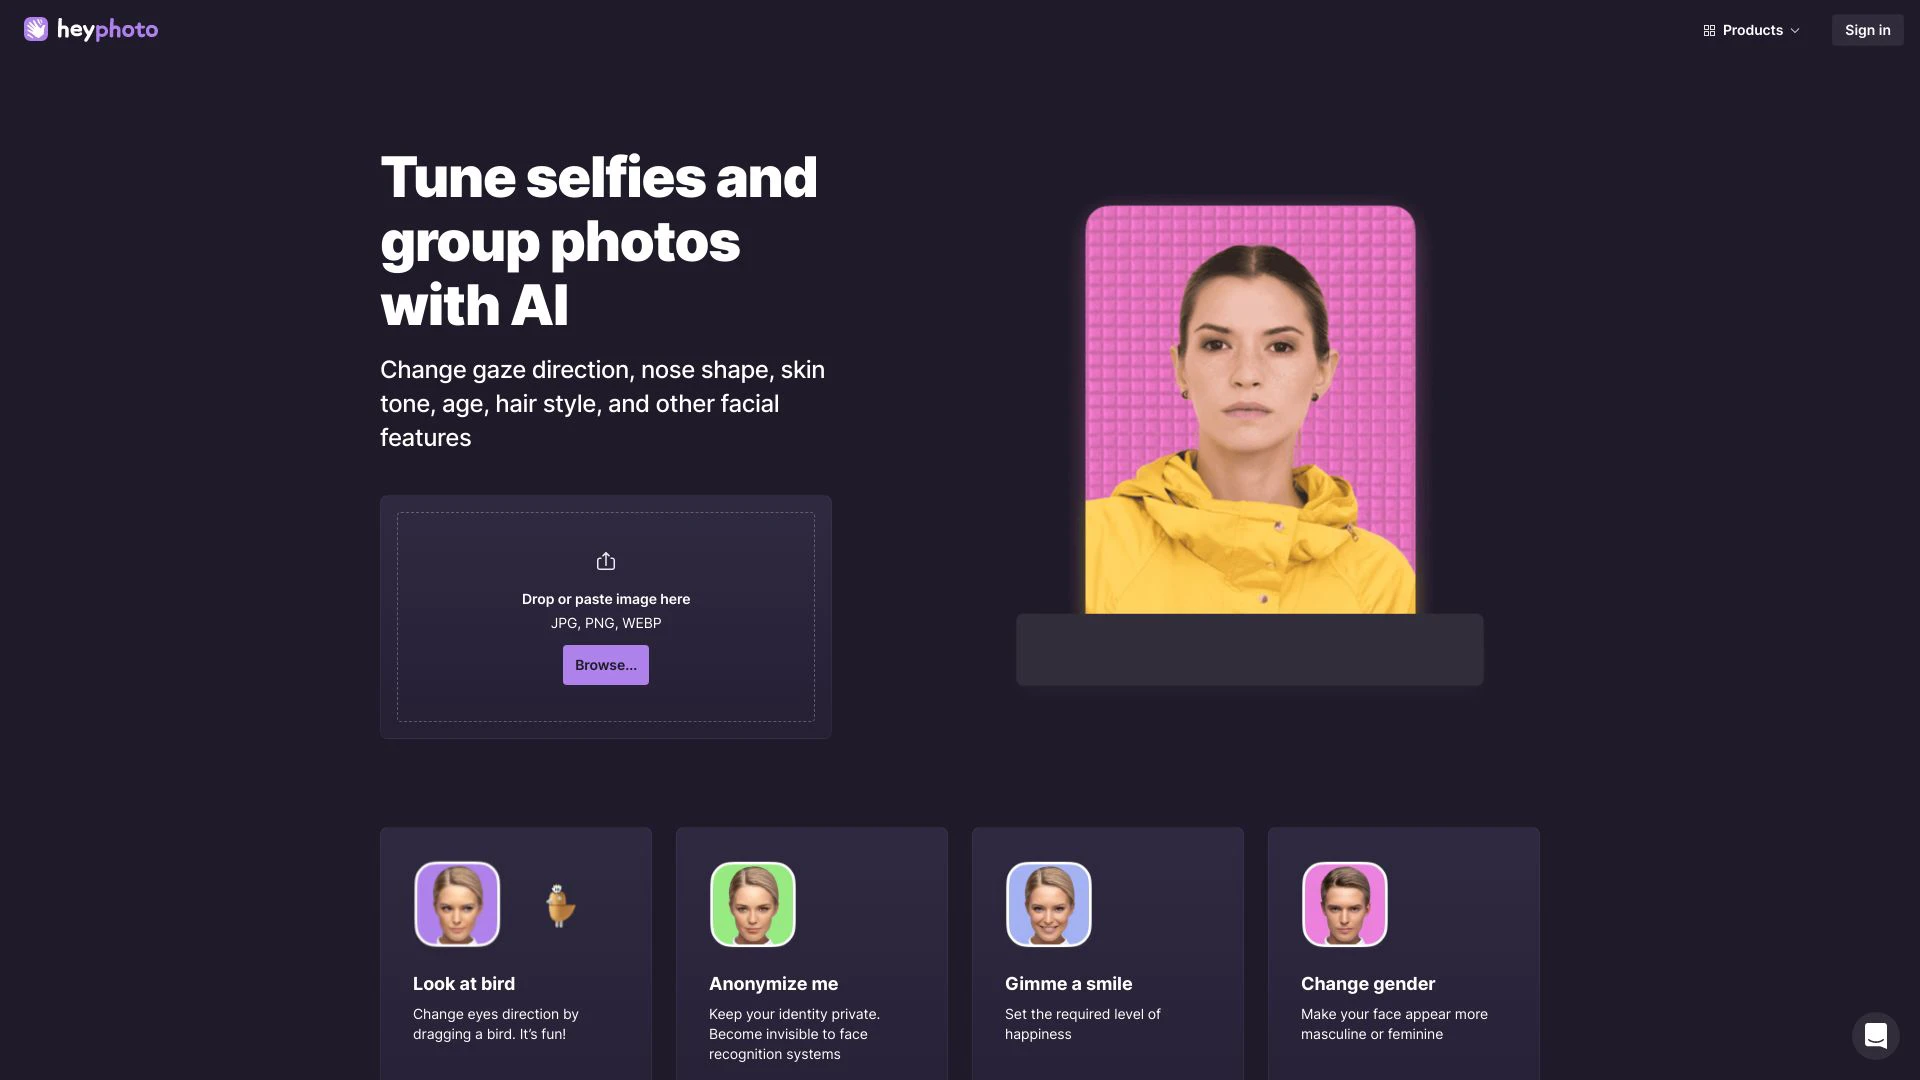 heyphoto
Products
Sign in
Tune selfies and
group photos
with AI
Change gaze direction, nose shape, skin
tone, age, hair style, and other facial
features
Drop or paste image here
JPG, PNG, WEBP
Browse...
Look at bird
Change eyes direction by
dragging a bird. It’s fun!
Anonymize me
Keep your identity private.
Become invisible to face
recognition systems
Gimme a smile
Set the required level of
happiness
Change gender
Make your face appear more
masculine or feminine